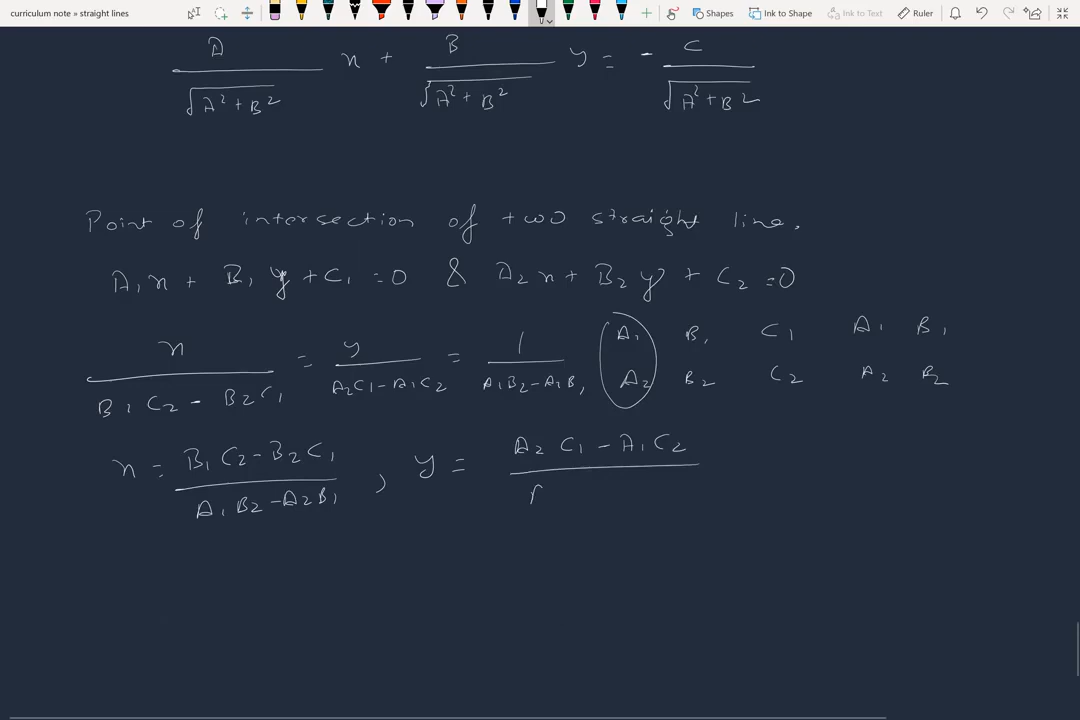 curriculum note » straight lines
Shapes Ink to Shape Ink to Text Ruler
A/√(A²+B²) x + B/√(A²+B²) y = - C/√(A²+B²)
Point of intersection of two straight line.
A₁x + B₁y + C₁ = 0 & A₂x + B₂y + C₂ = 0
x/(B₁C₂ - B₂C₁) = y/(A₂C₁ - A₁C₂) = 1/(A₁B₂ - A₂B₁)
A₁ B₁ C₁ A₁ B₁
A₂ B₂ C₂ A₂ B₂
x = (B₁C₂ - B₂C₁)/(A₁B₂ - A₂B₁), y = (A₂C₁ - A₁C₂)/